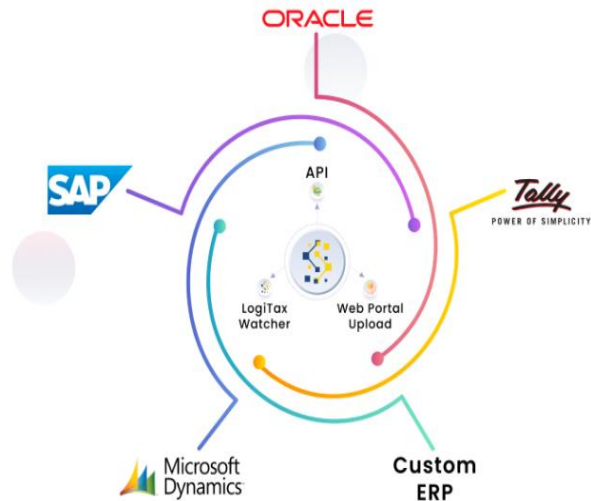 ORACLE
API
SAP
Tally
POWER OF SIMPLICITY
LogiTax
Watcher
Web Portal
Upload
Microsoft
Dynamics
Custom
ERP